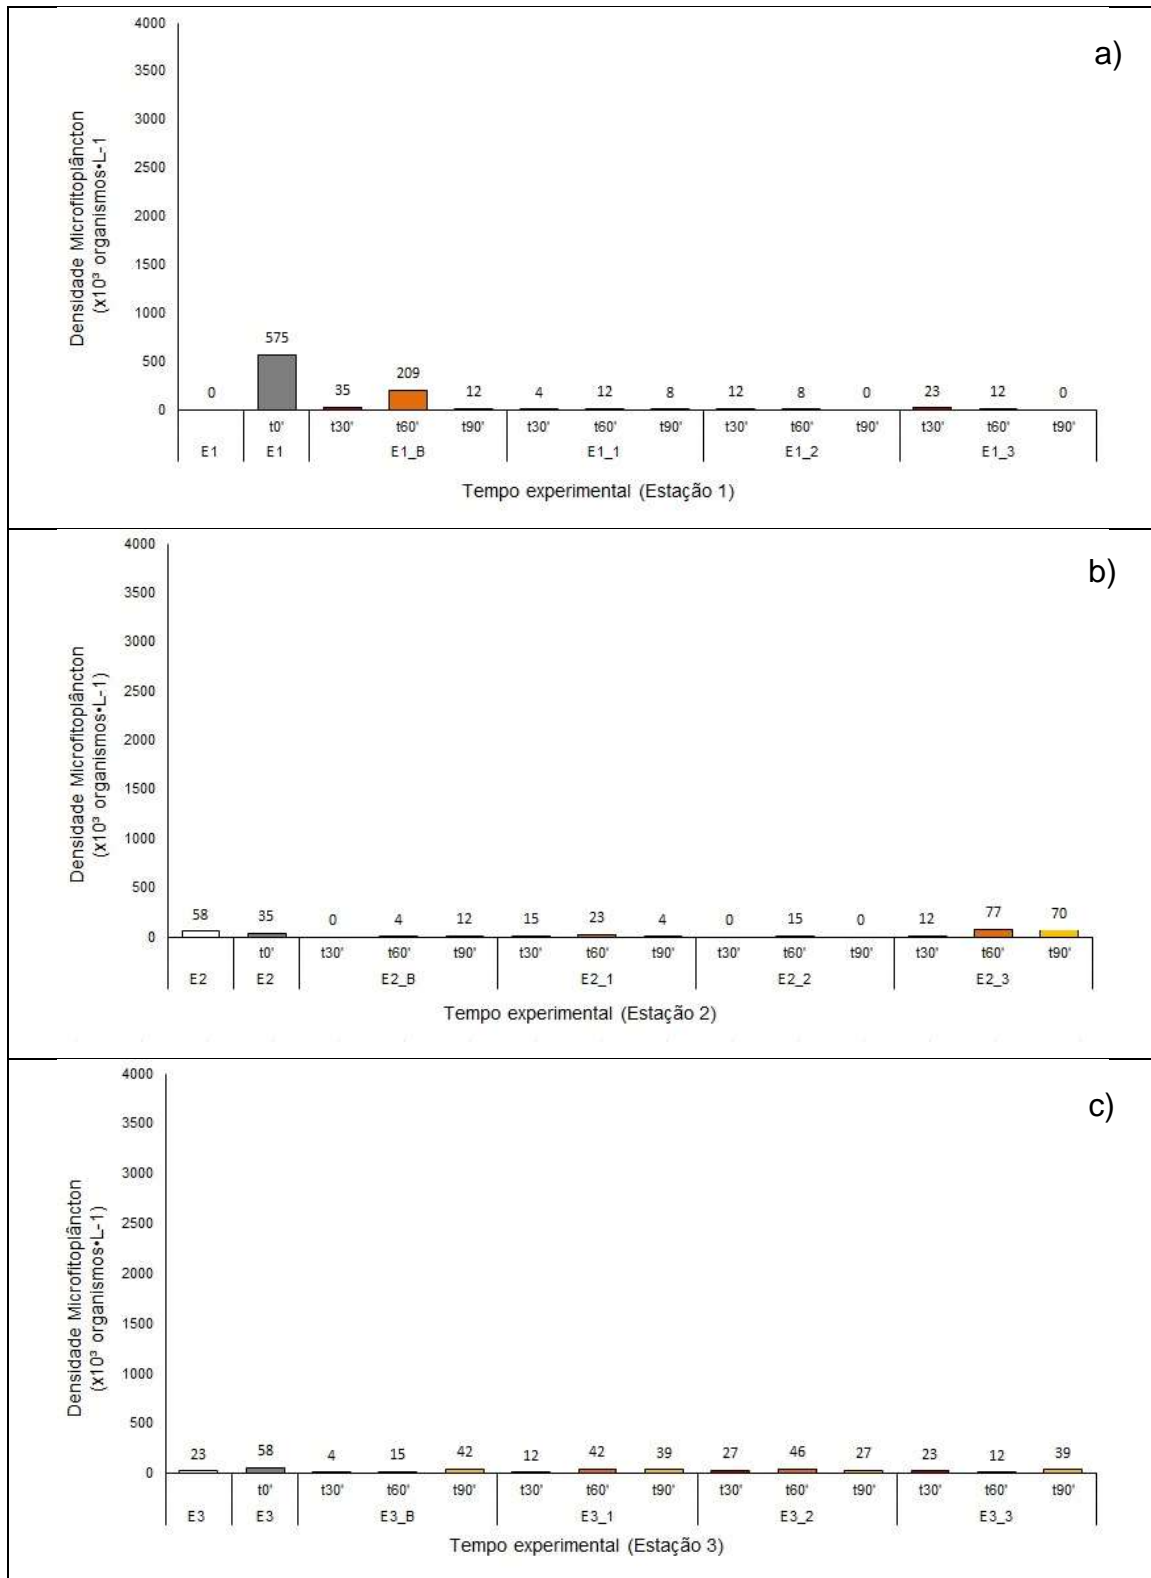 a)
Densidade Microfitoplâncton
(x10³ organismos•L-1
4000
3500
3000
2500
2000
1500
1000
500
0
0 575 35 209 12 4 12 8 12 8 0 23 12 0
t0' t30' t60' t90' t30' t60' t90' t30' t60' t90' t30' t60' t90'
E1 E1 E1_B E1_1 E1_2 E1_3
Tempo experimental (Estação 1)
b)
Densidade Microfitoplâncton
(x10³ organismos•L-1)
4000
3500
3000
2500
2000
1500
1000
500
0
58 35 0 4 12 15 23 4 0 15 0 12 77 70
t0' t30' t60' t90' t30' t60' t90' t30' t60' t90' t30' t60' t90'
E2 E2 E2_B E2_1 E2_2 E2_3
Tempo experimental (Estação 2)
c)
Densidade Microfitoplâncton
(x10³ organismos•L-1)
4000
3500
3000
2500
2000
1500
1000
500
0
23 58 4 15 42 12 42 39 27 46 27 23 12 39
t0' t30' t60' t90' t30' t60' t90' t30' t60' t90' t30' t60' t90'
E3 E3 E3_B E3_1 E3_2 E3_3
Tempo experimental (Estação 3)